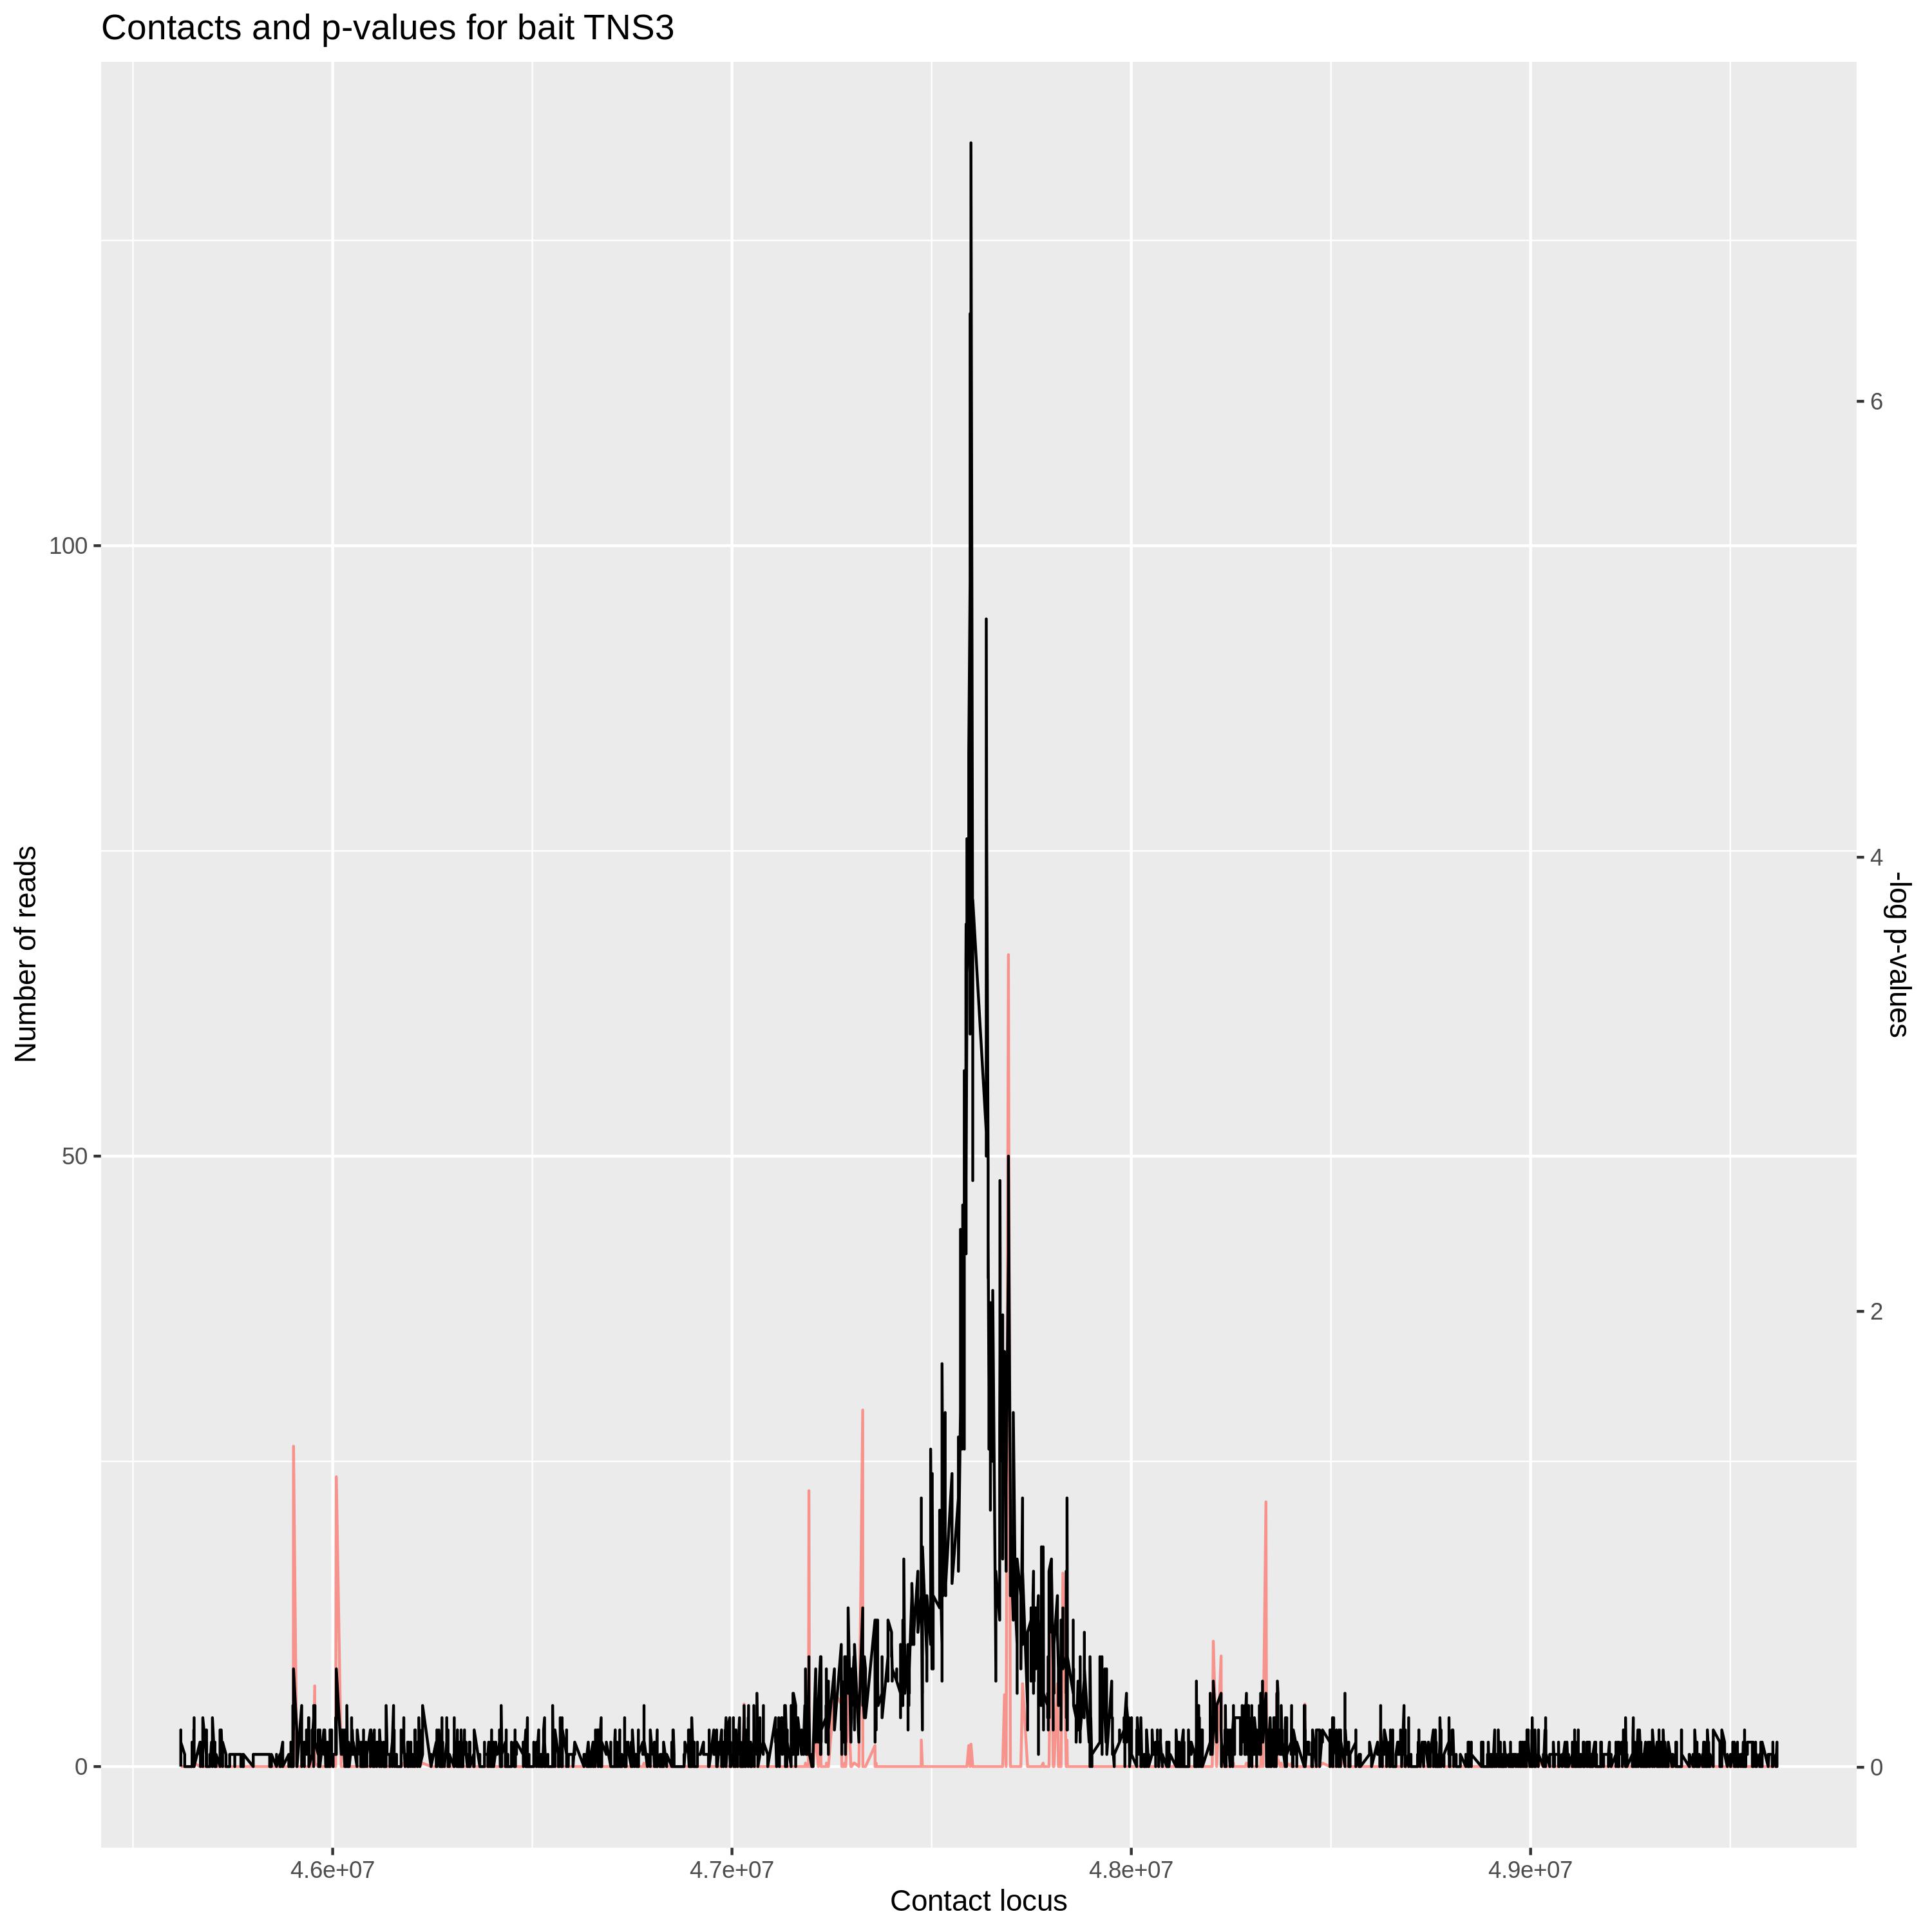 Contacts and p-values for bait TNS3
Number of reads
100
50
0
6
4
2
0
-log p-values
4.6e+07
4.7e+07
4.8e+07
4.9e+07
Contact locus